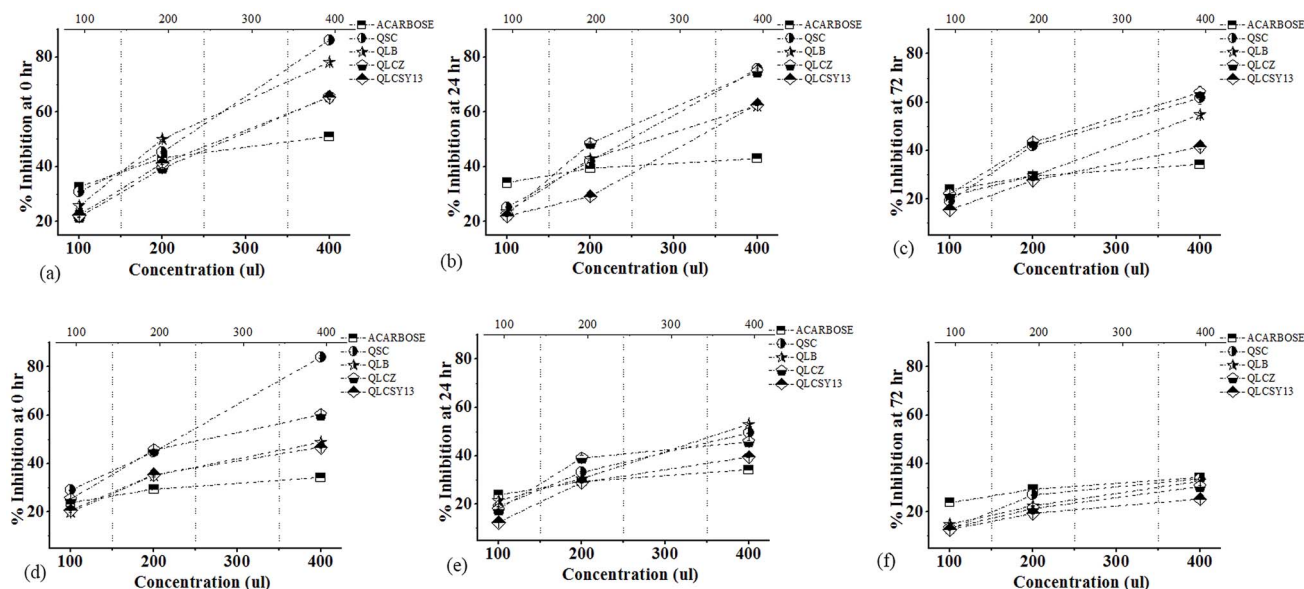 100 200 300 400
% Inhibition at 0 hr
80
60
40
20
ACARBOSE
QSC
QLB
QLCZ
QLCSY13
100 200 300 400
Concentration (ul)
(a)
100 200 300 400
% Inhibition at 24 hr
80
60
40
20
ACARBOSE
QSC
QLB
QLCZ
QLCSY13
100 200 300 400
Concentration (ul)
(b)
100 200 300 400
% Inhibition at 72 hr
80
60
40
20
ACARBOSE
QSC
QLB
QLCZ
QLCSY13
100 200 300 400
Concentration (ul)
(c)
100 200 300 400
% Inhibition at 0 hr
80
60
40
20
ACARBOSE
QSC
QLB
QLCZ
QLCSY13
100 200 300 400
Concentration (ul)
(d)
100 200 300 400
% Inhibition at 24 hr
80
60
40
20
ACARBOSE
QSC
QLB
QLCZ
QLCSY13
100 200 300 400
Concentration (ul)
(e)
100 200 300 400
% Inhibition at 72 hr
80
60
40
20
ACARBOSE
QSC
QLB
QLCZ
QLCSY13
100 200 300 400
Concentration (ul)
(f)